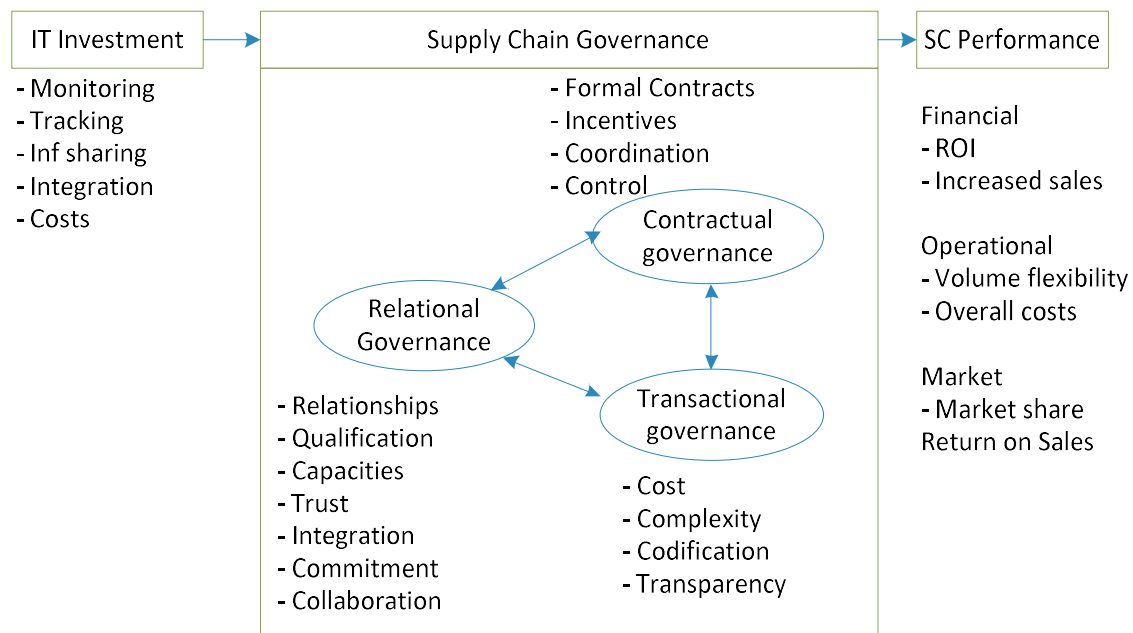 IT Investment
- Monitoring
- Tracking
- Inf sharing
- Integration
- Costs
Supply Chain Governance
- Formal Contracts
- Incentives
- Coordination
- Control
Contractual
governance
Relational
Governance
Transactional
governance
- Relationships
- Qualification
- Capacities
- Trust
- Integration
- Commitment
- Collaboration
- Cost
- Complexity
- Codification
- Transparency
SC Performance
Financial
- ROI
- Increased sales
Operational
- Volume flexibility
- Overall costs
Market
- Market share
Return on Sales